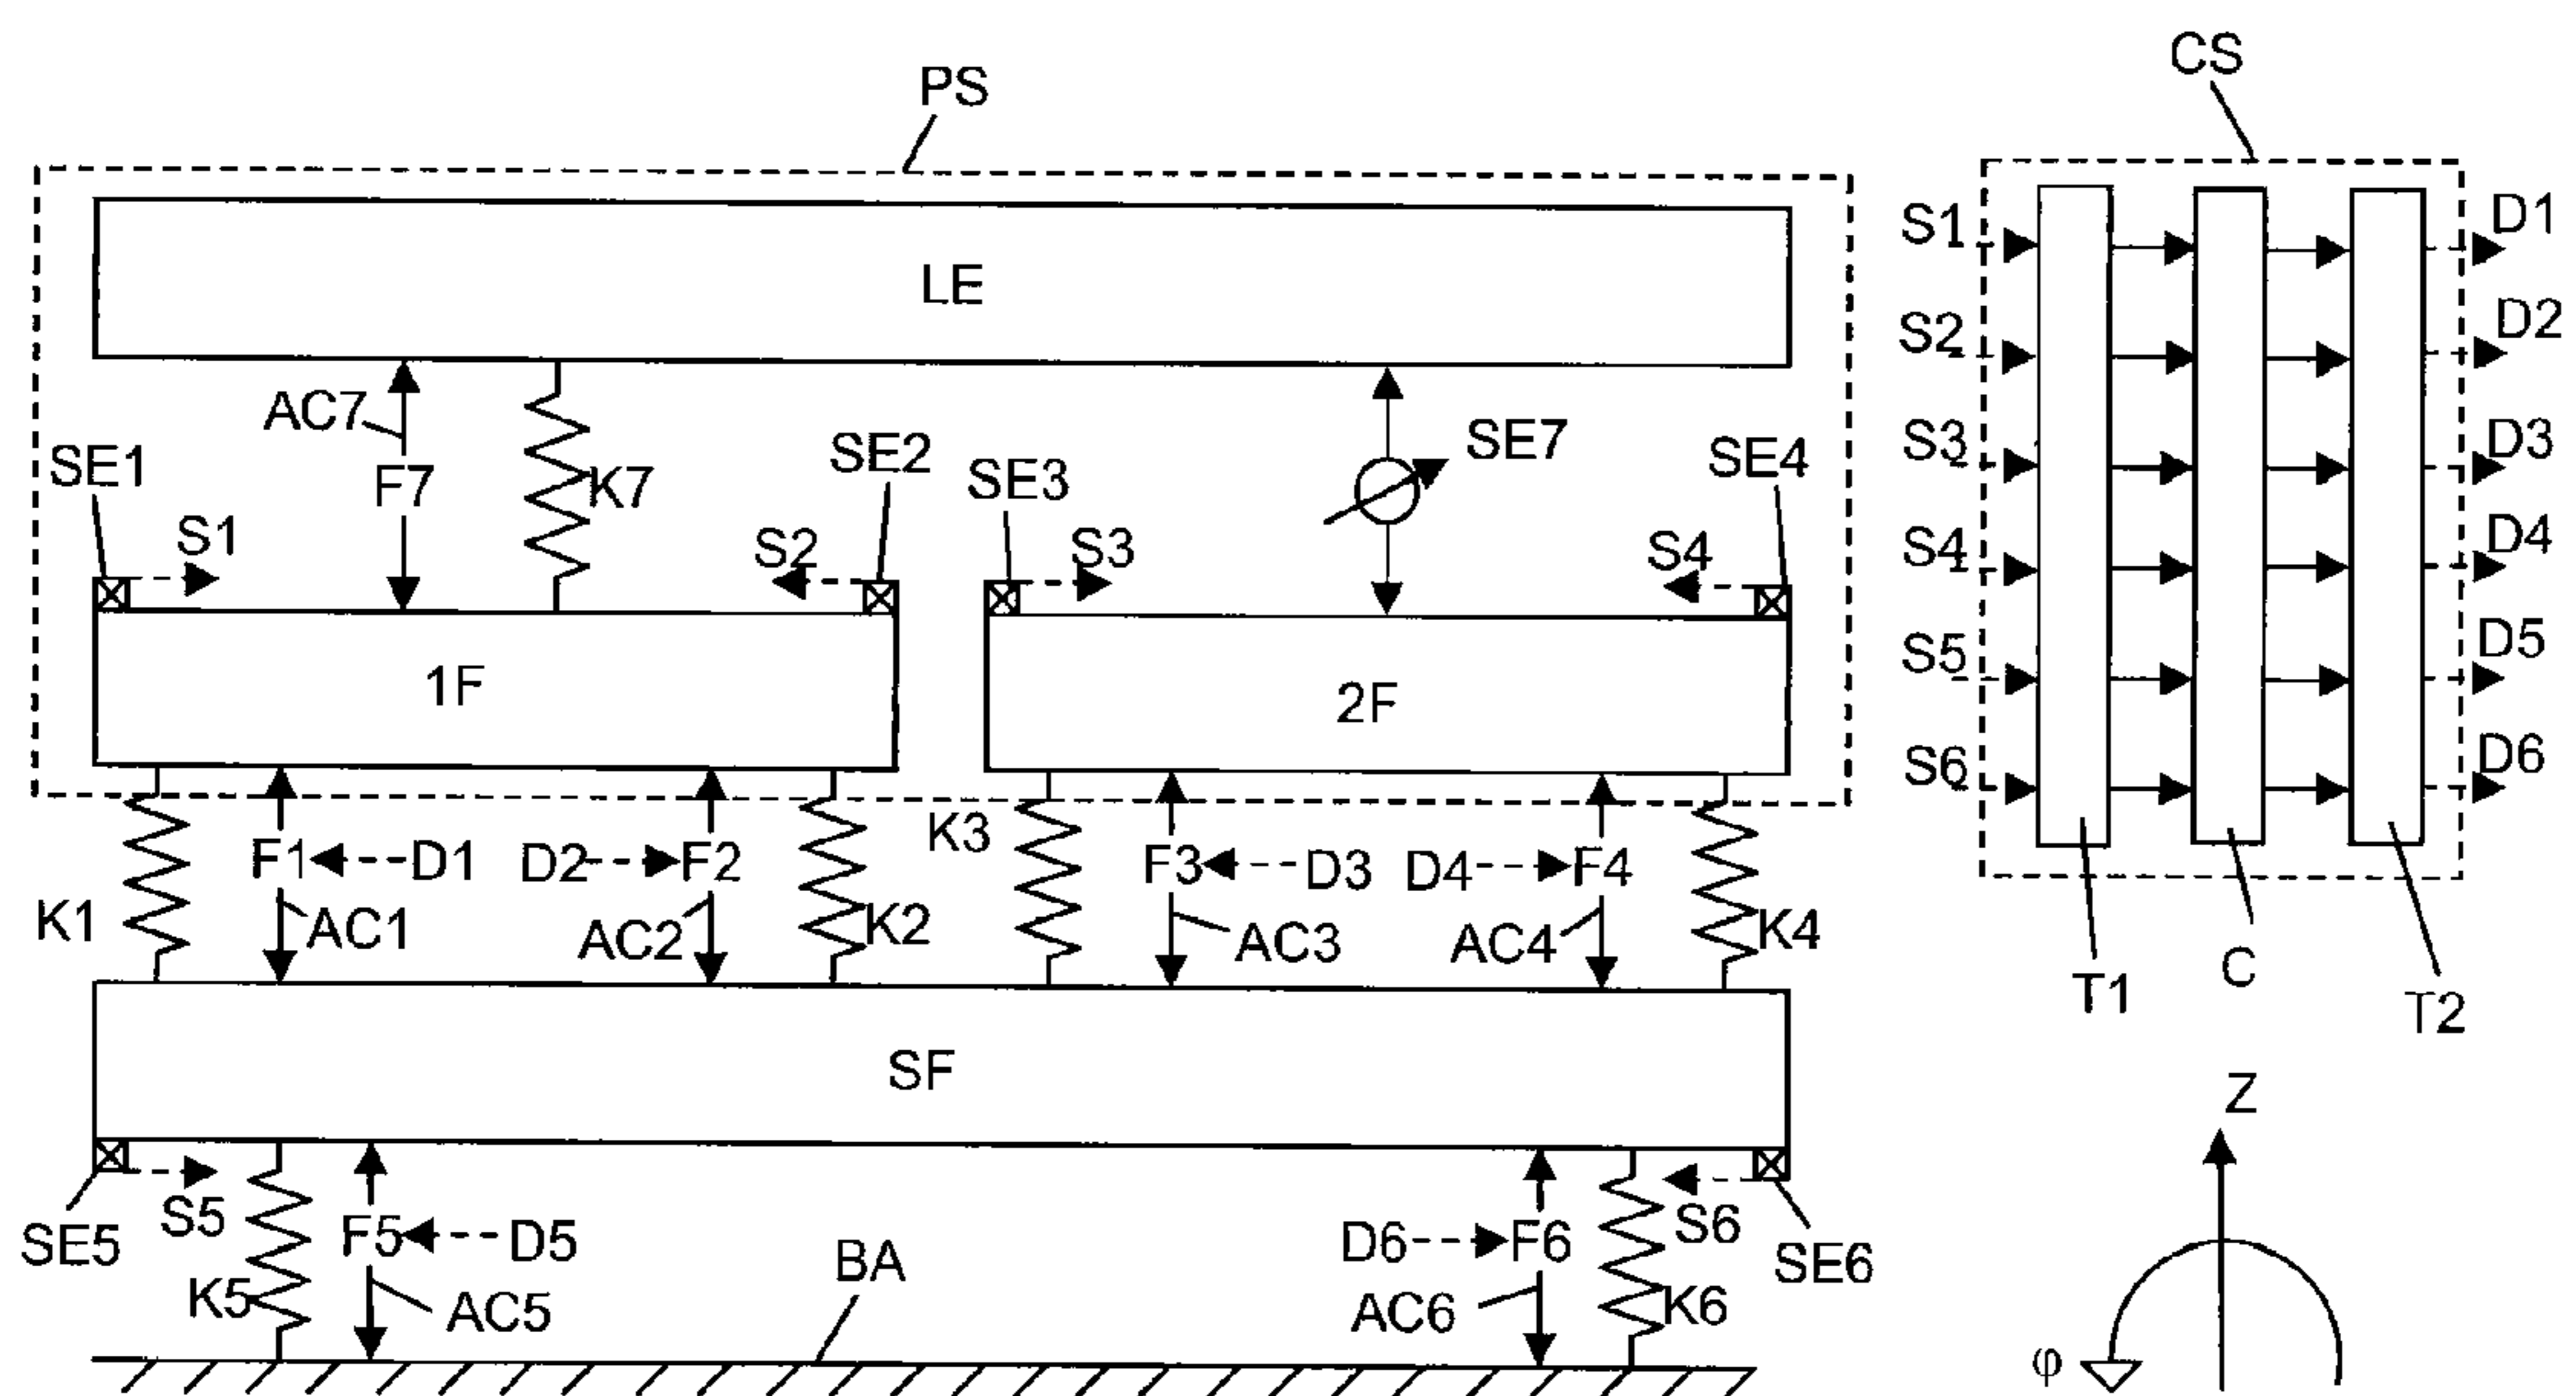 PS
CS
LE
S1
D1
S2
D2
AC7
SE1
F7
K7
SE2
SE3
SE7
SE4
S3
D3
S1
S2
S3
S4
S4
D4
1F
2F
S5
D5
S6
D6
K1
F1
D1
D2
F2
K3
F3
D3
D4
F4
AC1
AC2
K2
AC3
AC4
K4
T1
C
T2
SF
Z
SE5
S5
F5
D5
BA
D6
F6
S6
SE6
K5
AC5
AC6
K6
φ